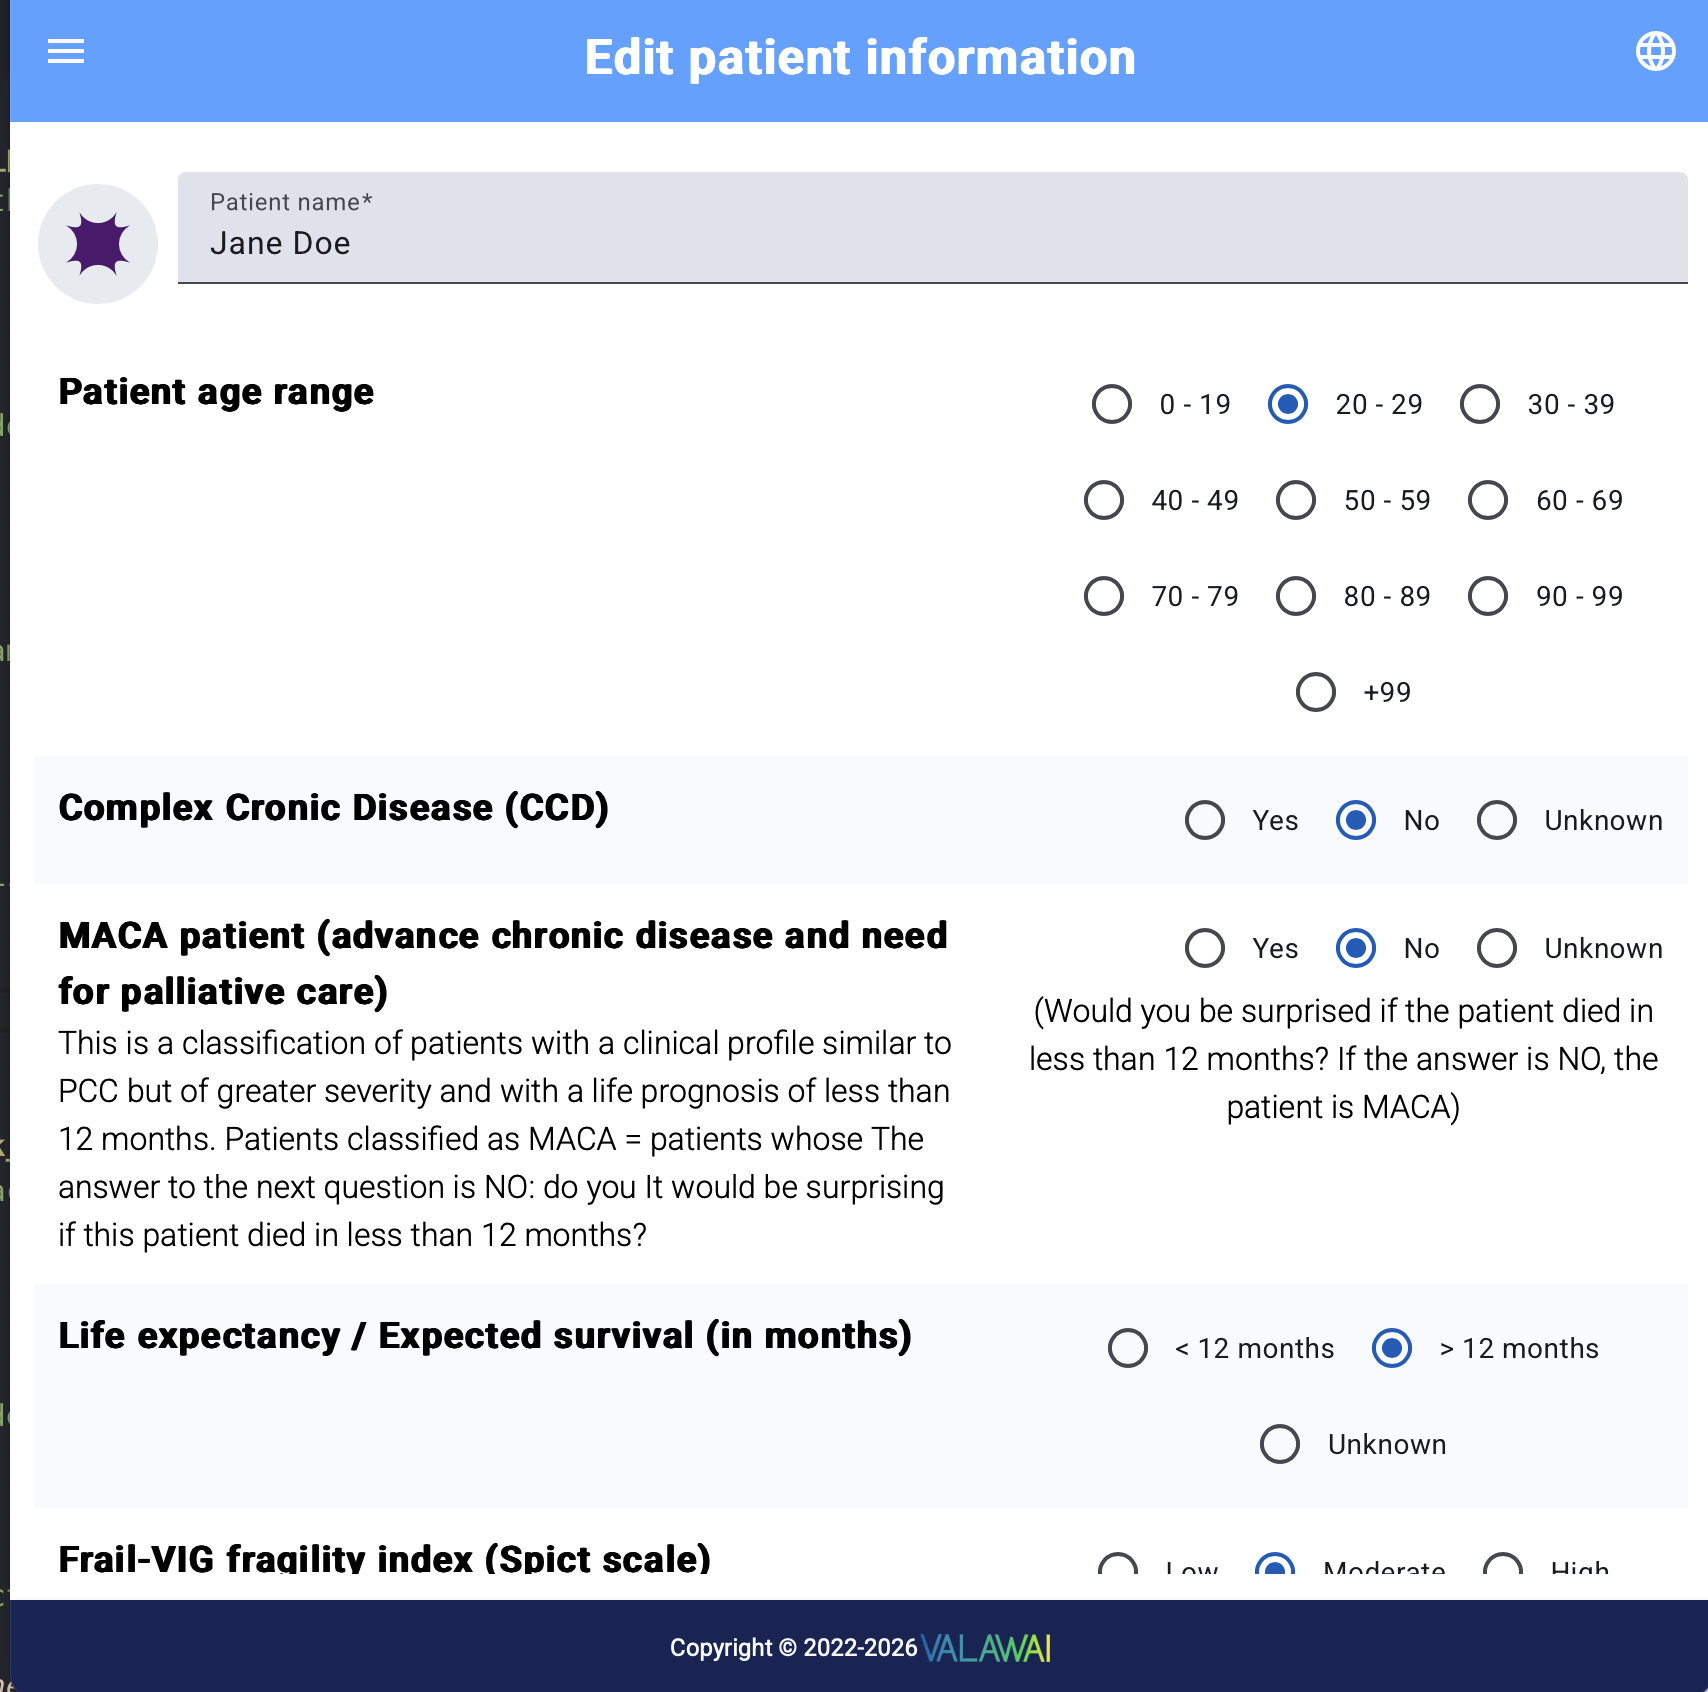 Edit patient information
Patient name*
Jane Doe
Patient age range
0 - 19 20 - 29 30 - 39
40 - 49 50 - 59 60 - 69
70 - 79 80 - 89 90 - 99
+99
Complex Cronic Disease (CCD)
Yes No Unknown
MACA patient (advance chronic disease and need
for palliative care)
This is a classification of patients with a clinical profile similar to
PCC but of greater severity and with a life prognosis of less than
12 months. Patients classified as MACA = patients whose The
answer to the next question is NO: do you It would be surprising
if this patient died in less than 12 months?
Yes No Unknown
(Would you be surprised if the patient died in
less than 12 months? If the answer is NO, the
patient is MACA)
Life expectancy / Expected survival (in months)
< 12 months > 12 months
Unknown
Frail-VIG fragility index (Spict scale)
Low Moderate High
Copyright © 2022-2026 VALAWAI